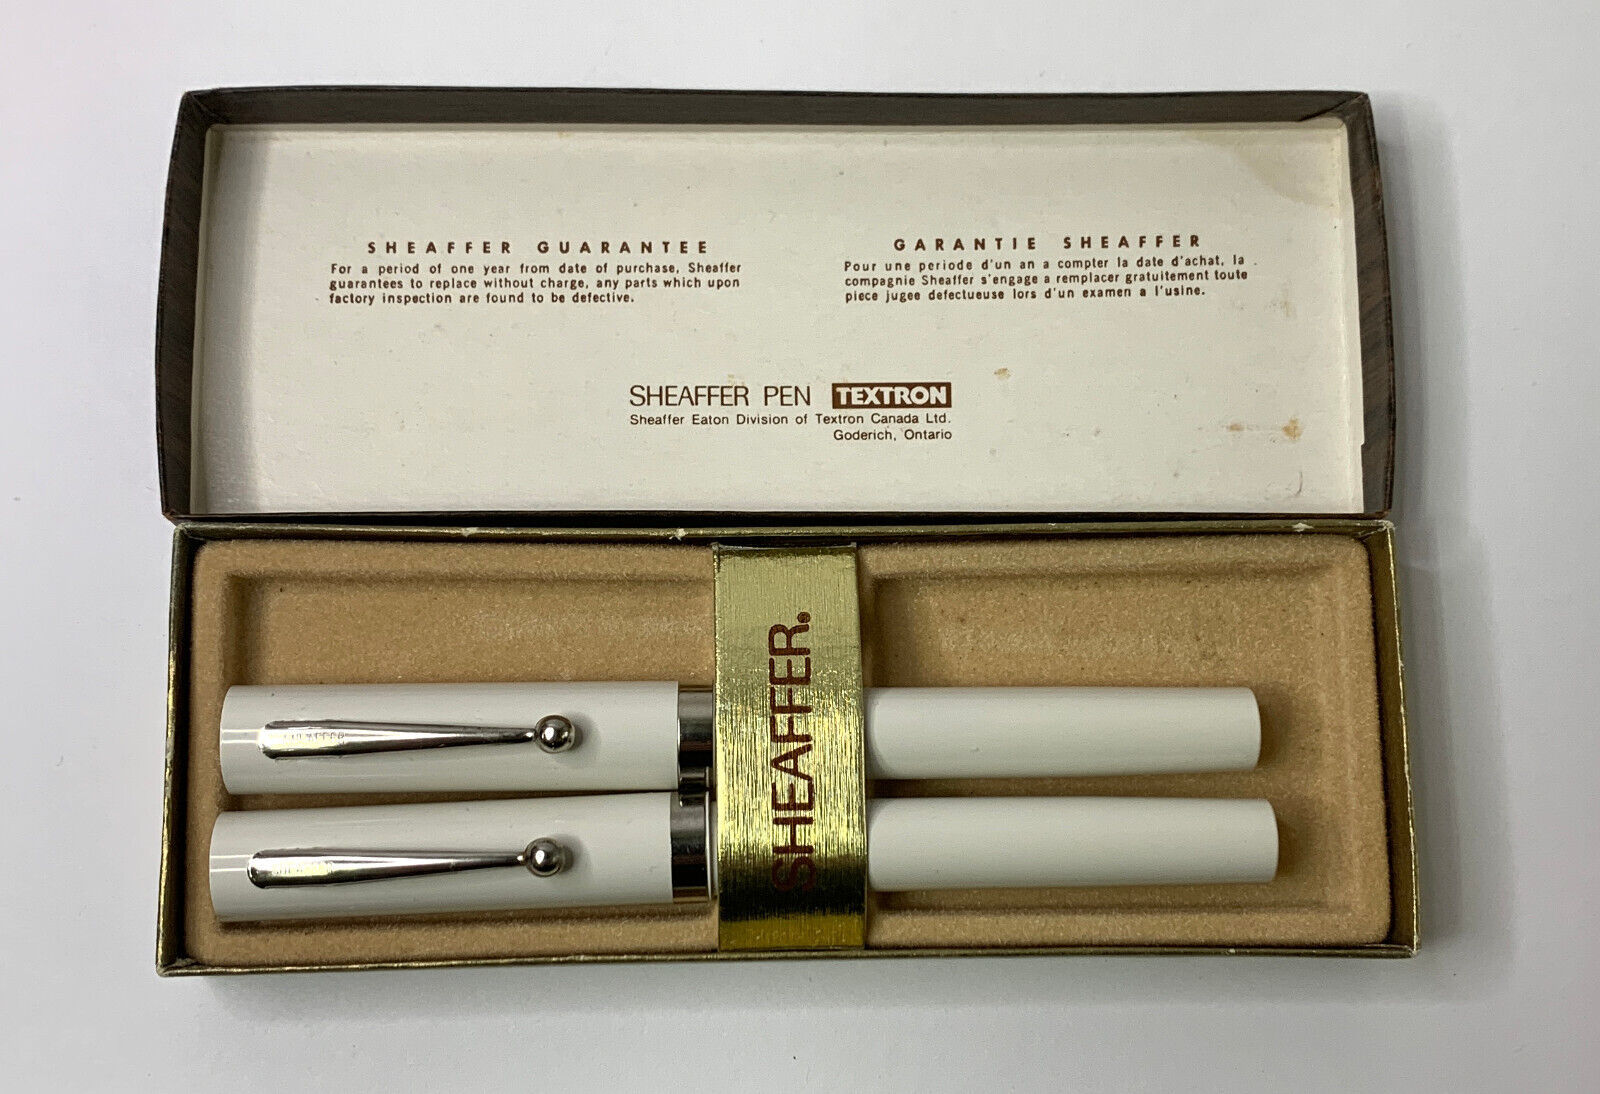 SHEAFFER GUARANTEE
For a period of one year from date of purchase, Sheaffer
guarantees to replace without charge, any parts which upon
factory inspection are found to be defective.
GARANTIE SHEAFFER
Pour une periode d'un an a compter la date d'achat, la
compagnie Sheaffer s'engage a remplacer gratuitement toute
piece jugee defectueuse lors d'un examen a l'usine.
SHEAFFER PEN TEXTRON
Sheaffer Eaton Division of Textron Canada Ltd.
Goderich, Ontario
SHEAFFER.
SHEAFFER